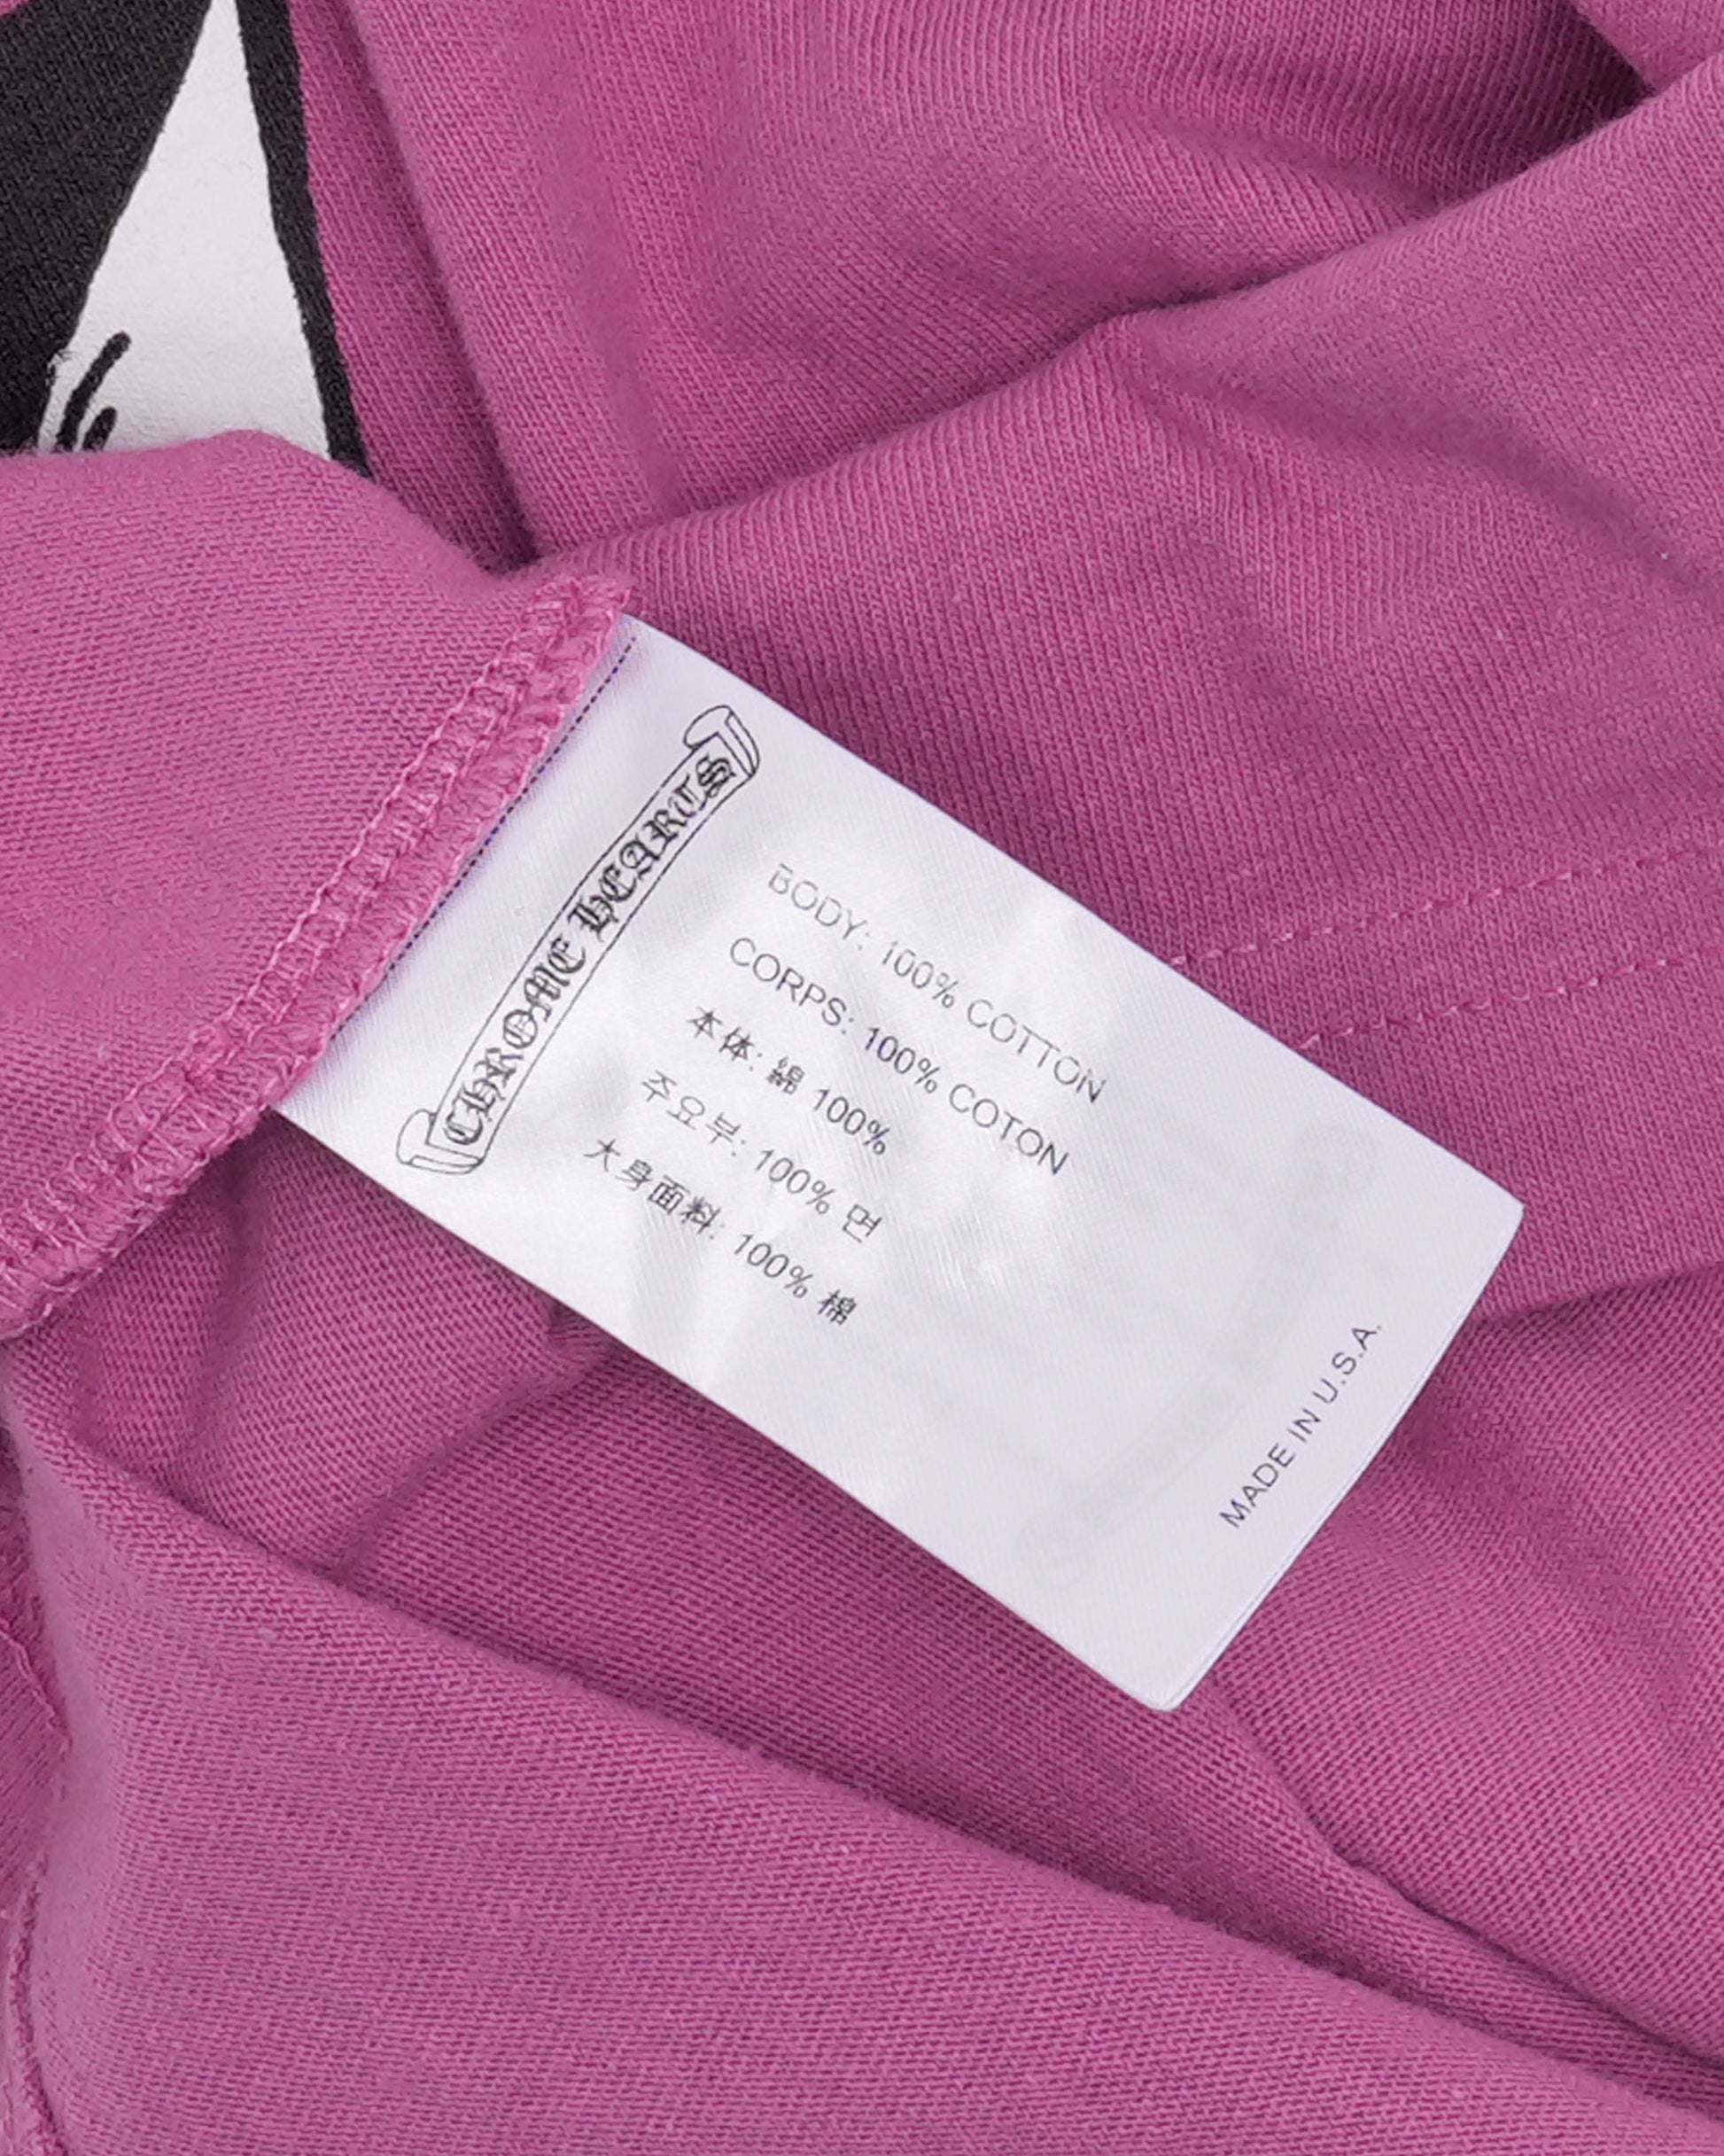 CHROME HEARTS
BODY: 100% COTTON
CORPS: 100% COTON
本体: 綿 100%
주요부: 100% 면
大身面料: 100% 棉
MADE IN U.S.A.